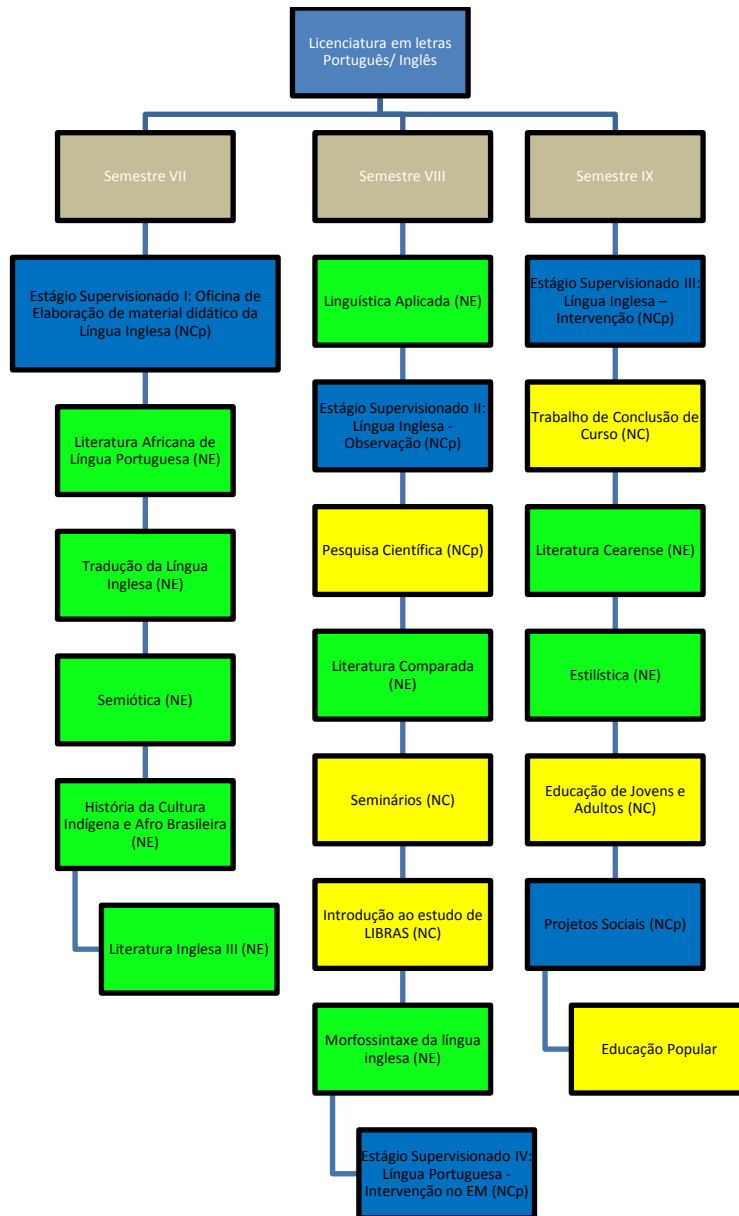 Licenciatura em letras
Português/ Inglês
Semestre VII
Estágio Supervisionado I: Oficina de
Elaboração de material didático da
Língua Inglesa (NCp)
Literatura Africana de
Língua Portuguesa (NE)
Tradução da Língua
Inglesa (NE)
Semiótica (NE)
História da Cultura
Indígena e Afro Brasileira
(NE)
Literatura Inglesa III (NE)
Semestre VIII
Linguística Aplicada (NE)
Estágio Supervisionado II:
Língua Inglesa -
Observação (NCp)
Pesquisa Científica (NCp)
Literatura Comparada
(NE)
Seminários (NC)
Introdução ao estudo de
LIBRAS (NC)
Morfossintaxe da língua
inglesa (NE)
Estágio Supervisionado IV:
Língua Portuguesa -
Intervenção no EM (NCp)
Semestre IX
Estágio Supervisionado III:
Língua Inglesa –
Intervenção (NCp)
Trabalho de Conclusão de
Curso (NC)
Literatura Cearense (NE)
Estilística (NE)
Educação de Jovens e
Adultos (NC)
Projetos Sociais (NCp)
Educação Popular